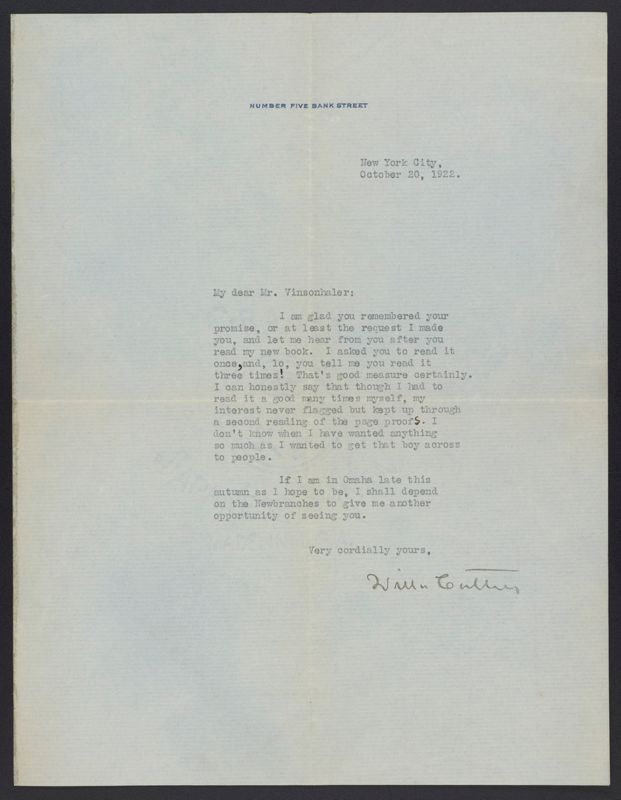 NUMBER FIVE BANK STREET
New York City,
October 20, 1922.
My dear Mr. Vinsonhaler:
I am glad you remembered your
promise, or at least the request I made
you, and let me hear from you after you
read my new book. I asked you to read it
once,and, lo, you tell me you read it
three times! That's good measure certainly.
I can honestly say that though I had to
read it a good many times myself, my
interest never flagged but kept up through
a second reading of the page proofs. I
don't know when I have wanted anything
so much as I wanted to get that boy across
to people.
If I am in Omaha late this
autumn as I hope to be, I shall depend
on the Newbranches to give me another
opportunity of seeing you.
Very cordially yours,
Willa Cather